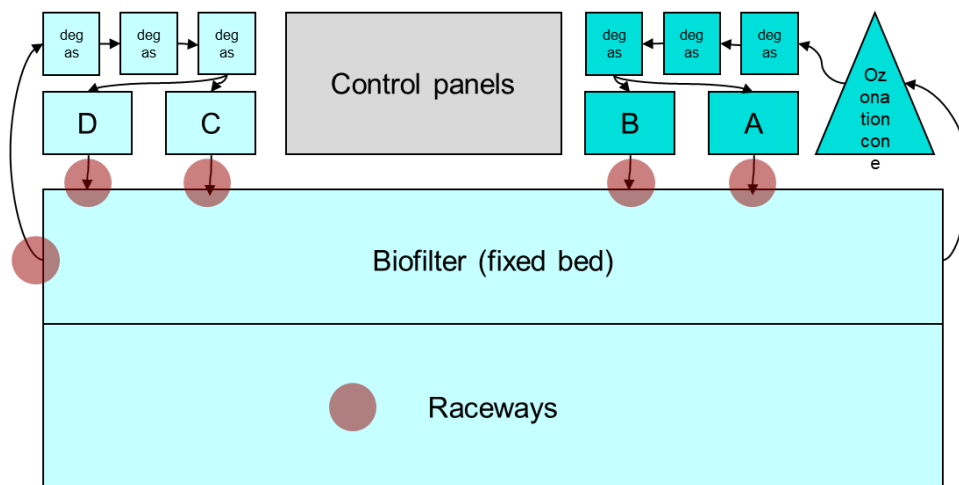 deg
as
deg
as
deg
as
Control panels
deg
as
deg
as
deg
as
Oz
ona
tion
con
e
D
C
B
A
Biofilter (fixed bed)
Raceways